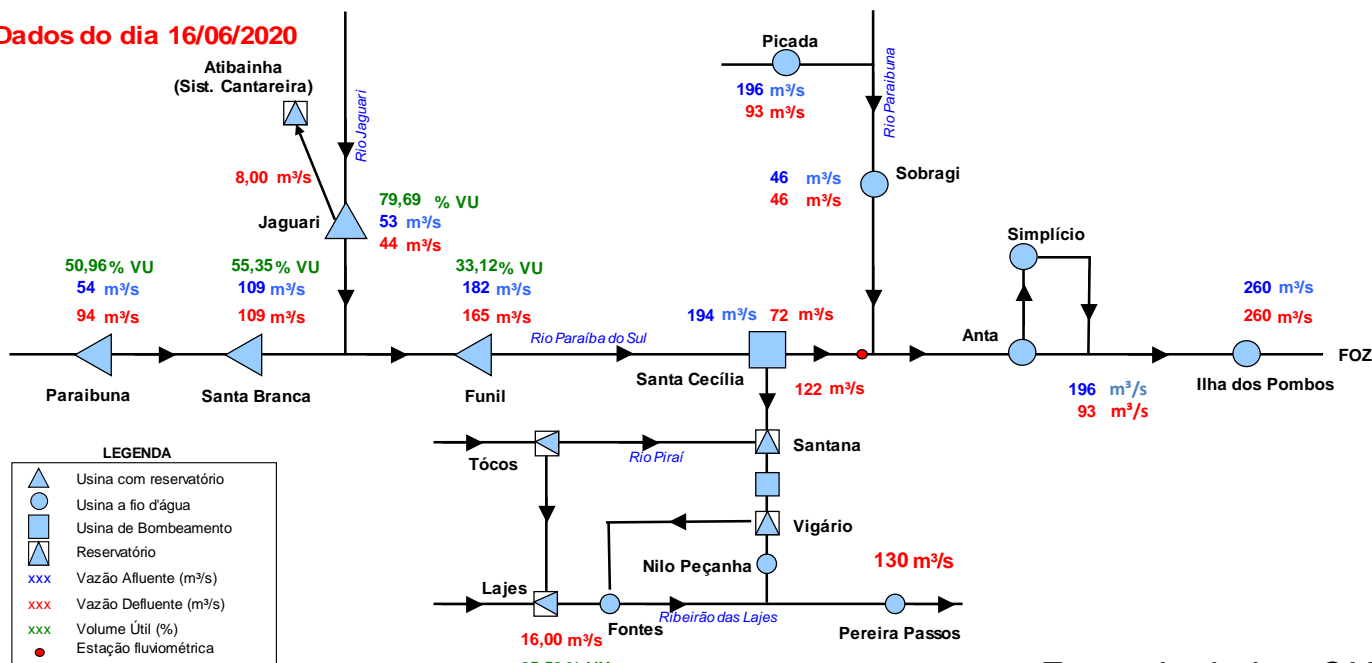 Dados do dia 16/06/2020
Picada
196 m³/s
93 m³/s
Rio Paraibuna
Atibainha
(Sist. Cantareira)
Rio Jaguari
8,00 m³/s
Jaguari
79,69 % VU
53 m³/s
44 m³/s
46 m³/s
46 m³/s
Sobragi
Simplício
50,96% VU
54 m³/s
94 m³/s
55,35% VU
109 m³/s
109 m³/s
33,12% VU
182 m³/s
165 m³/s
Rio Paraíba do Sul
194 m³/s 72 m³/s
Anta
260 m³/s
260 m³/s
FOZ
Paraibuna
Santa Branca
Funil
Santa Cecília
122 m³/s
196 m³/s
93 m³/s
Ilha dos Pombos
Tócos
Rio Piraí
Santana
Vigário
Nilo Peçanha
130 m³/s
Lajes
Fontes
Ribeirão das Lajes
Pereira Passos
16,00 m³/s
LEGENDA
Usina com reservatório
Usina a fio d'água
Usina de Bombeamento
Reservatório
xxx Vazão Afluente (m³/s)
xxx Vazão Defluente (m³/s)
xxx Volume Útil (%)
Estação fluviométrica